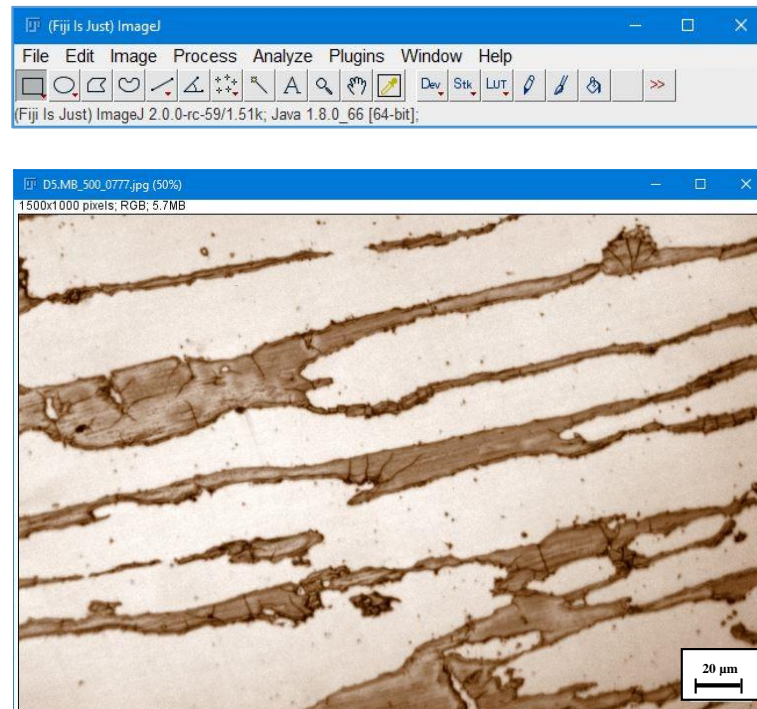 (Fiji Is Just) ImageJ
File Edit Image Process Analyze Plugins Window Help
A Dev Stk LUT >>
(Fiji Is Just) ImageJ 2.0.0-rc-59/1.51k; Java 1.8.0_66 [64-bit];
D5.MB_500_0777.jpg (50%)
1500x1000 pixels; RGB; 5.7MB
20 µm